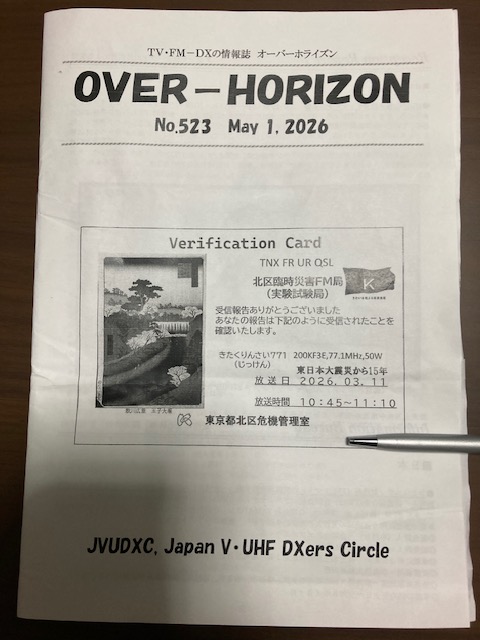 TV・FM－DXの情報誌 オーバーホライズン
OVER－HORIZON
No.523 May 1, 2026
Verification Card
TNX FR UR QSL
北区臨時災害FM局
（実験試験局）
K
受信報告ありがとうございました
あなたの報告は下記のように受信されたことを
確認いたします。
きたくりんさい771 200KF3E,77.1MHz,50W
（じっけん）
東日本大震災から15年
放送日 2026.03.11
放送時間 10:45～11:10
東京都北区危機管理室
JVUDXC, Japan V・UHF DXers Circle